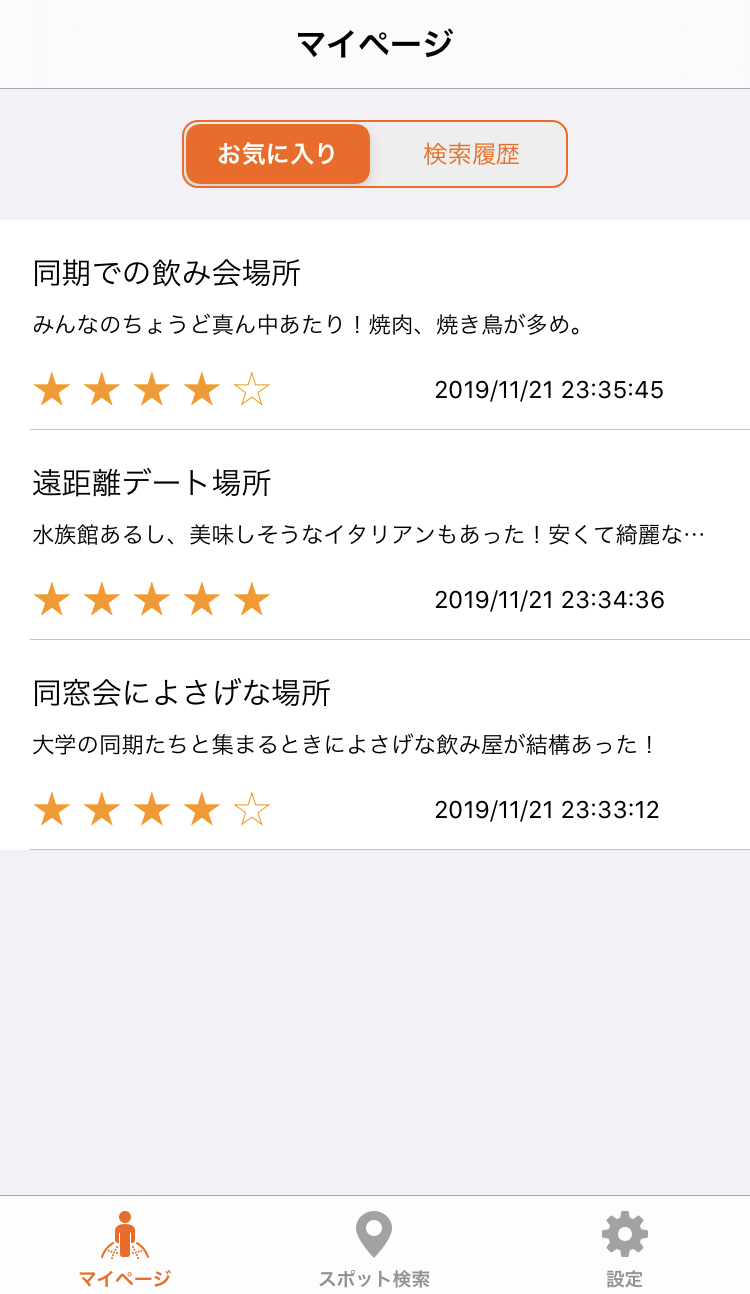 マイページ
お気に入り
検索履歴
同期での飲み会場所
みんなのちょうど真ん中あたり！焼肉、焼き鳥が多め。
★★★★☆ 2019/11/21 23:35:45
遠距離デート場所
水族館あるし、美味しそうなイタリアンもあった！安くて綺麗な…
★★★★★ 2019/11/21 23:34:36
同窓会によさげな場所
大学の同期たちと集まるときによさげな飲み屋が結構あった！
★★★★☆ 2019/11/21 23:33:12
マイページ
スポット検索
設定